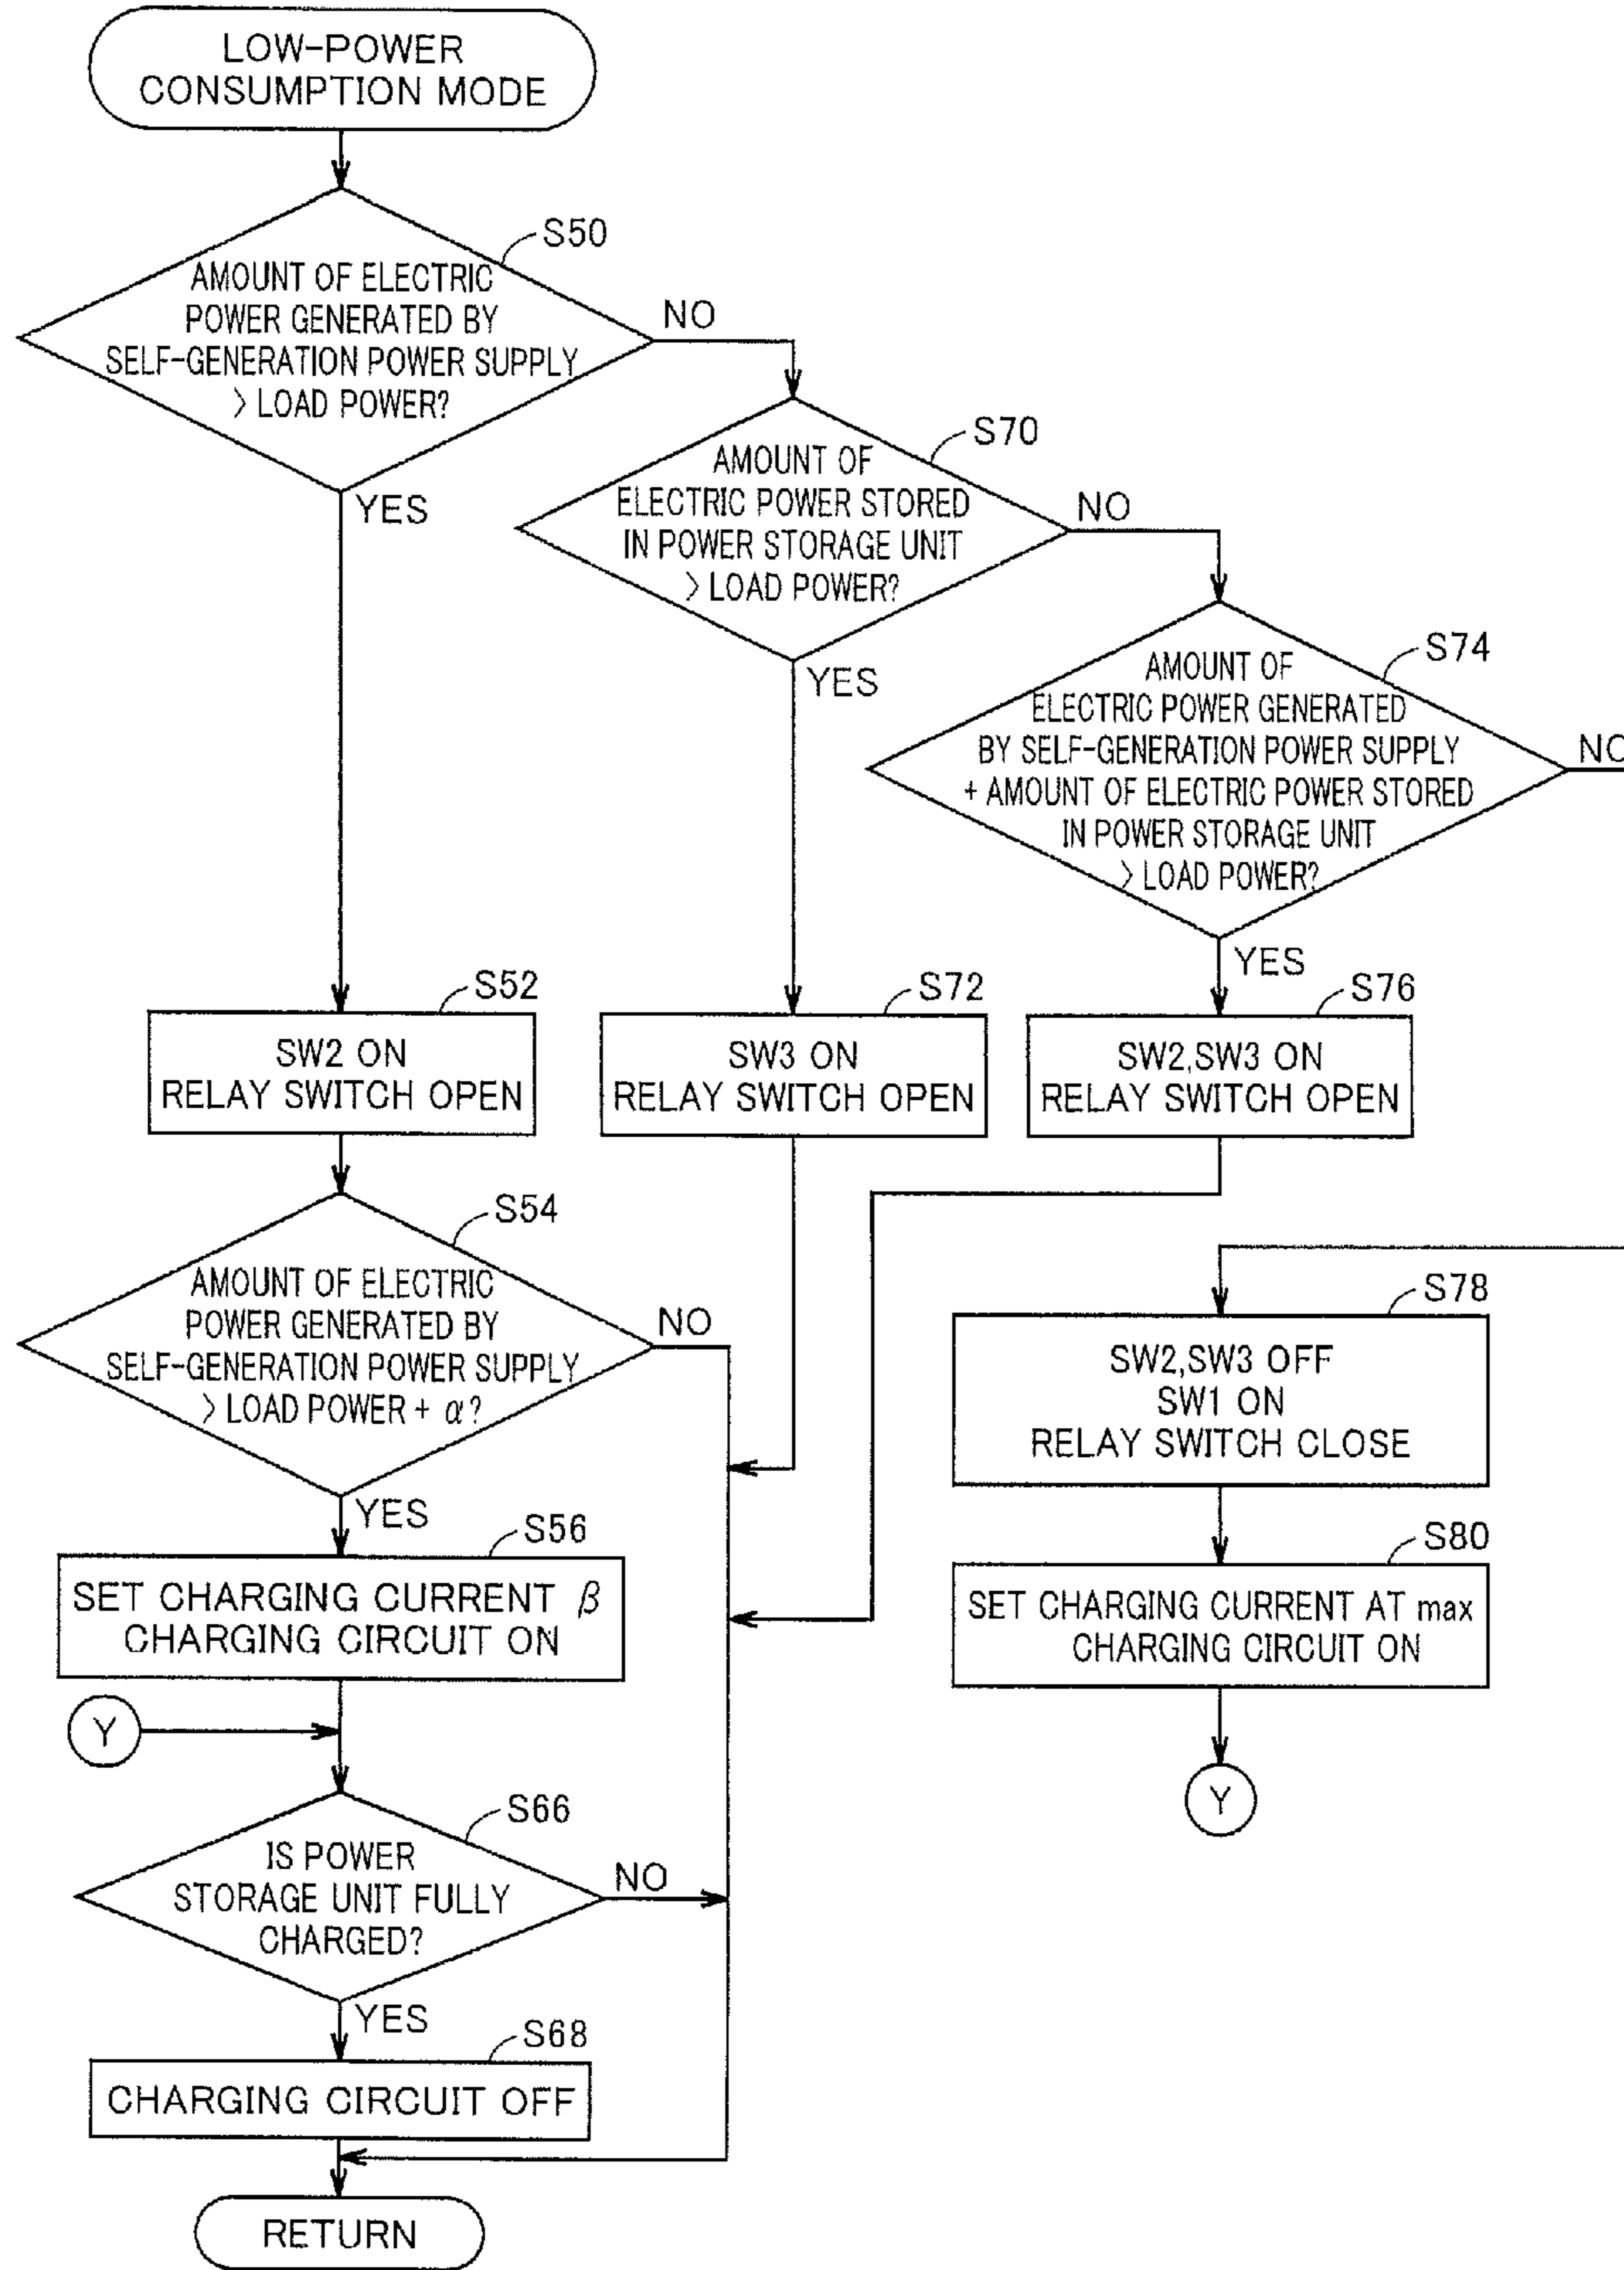 LOW-POWER
CONSUMPTION MODE
S50
AMOUNT OF ELECTRIC
POWER GENERATED BY
SELF-GENERATION POWER SUPPLY
> LOAD POWER?
NO
YES
S70
AMOUNT OF
ELECTRIC POWER STORED
IN POWER STORAGE UNIT
> LOAD POWER?
NO
YES
S74
AMOUNT OF
ELECTRIC POWER GENERATED
BY SELF-GENERATION POWER SUPPLY
+ AMOUNT OF ELECTRIC POWER STORED
IN POWER STORAGE UNIT
> LOAD POWER?
NO
YES
S52
SW2 ON
RELAY SWITCH OPEN
S72
SW3 ON
RELAY SWITCH OPEN
S76
SW2,SW3 ON
RELAY SWITCH OPEN
S54
AMOUNT OF ELECTRIC
POWER GENERATED BY
SELF-GENERATION POWER SUPPLY
> LOAD POWER + α?
NO
YES
S78
SW2,SW3 OFF
SW1 ON
RELAY SWITCH CLOSE
S56
SET CHARGING CURRENT β
CHARGING CIRCUIT ON
S80
SET CHARGING CURRENT AT max
CHARGING CIRCUIT ON
Y
Y
S66
IS POWER
STORAGE UNIT FULLY
CHARGED?
NO
YES
S68
CHARGING CIRCUIT OFF
RETURN